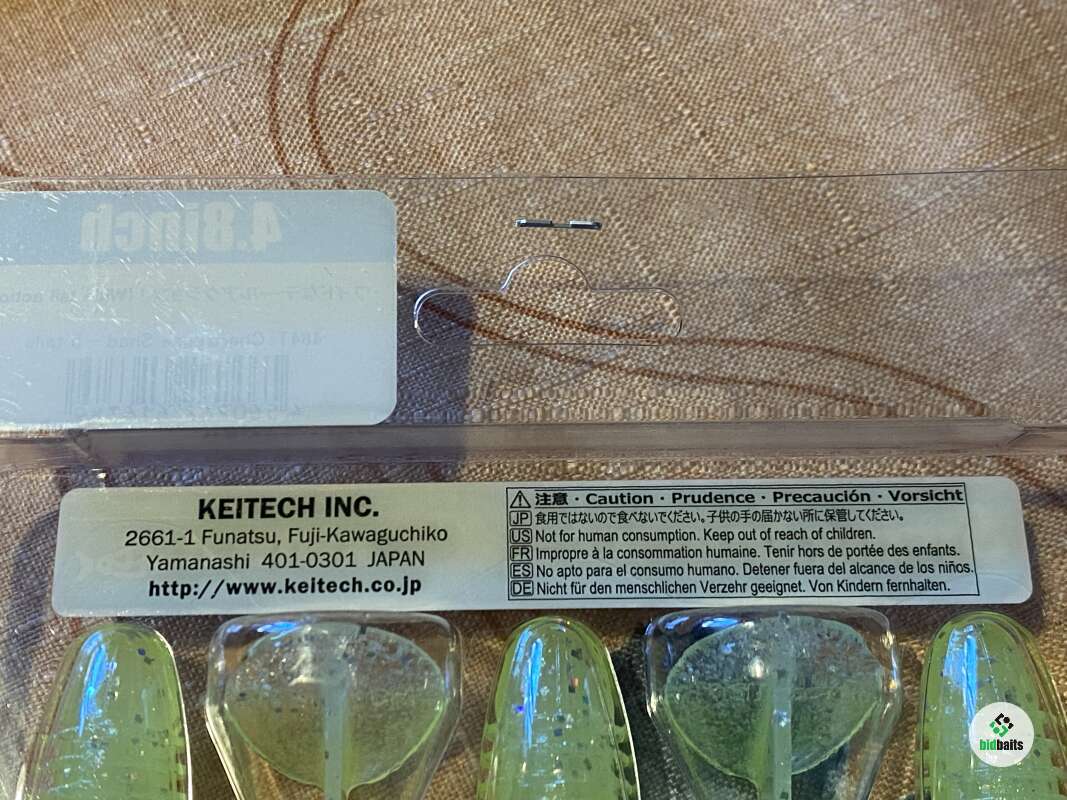 4.8inch
KEITECH INC.
2661-1 Funatsu, Fuji-Kawaguchiko
Yamanashi 401-0301 JAPAN
http://www.keitech.co.jp
⚠注意・Caution・Prudence・Precaución・Vorsicht
JP 食用ではないので食べないでください。子供の手の届かない所に保管してください。
US Not for human consumption. Keep out of reach of children.
FR Impropre à la consommation humaine. Tenir hors de portée des enfants.
ES No apto para el consumo humano. Detener fuera del alcance de los niños.
DE Nicht für den menschlichen Verzehr geeignet. Von Kindern fernhalten.
bidbaits